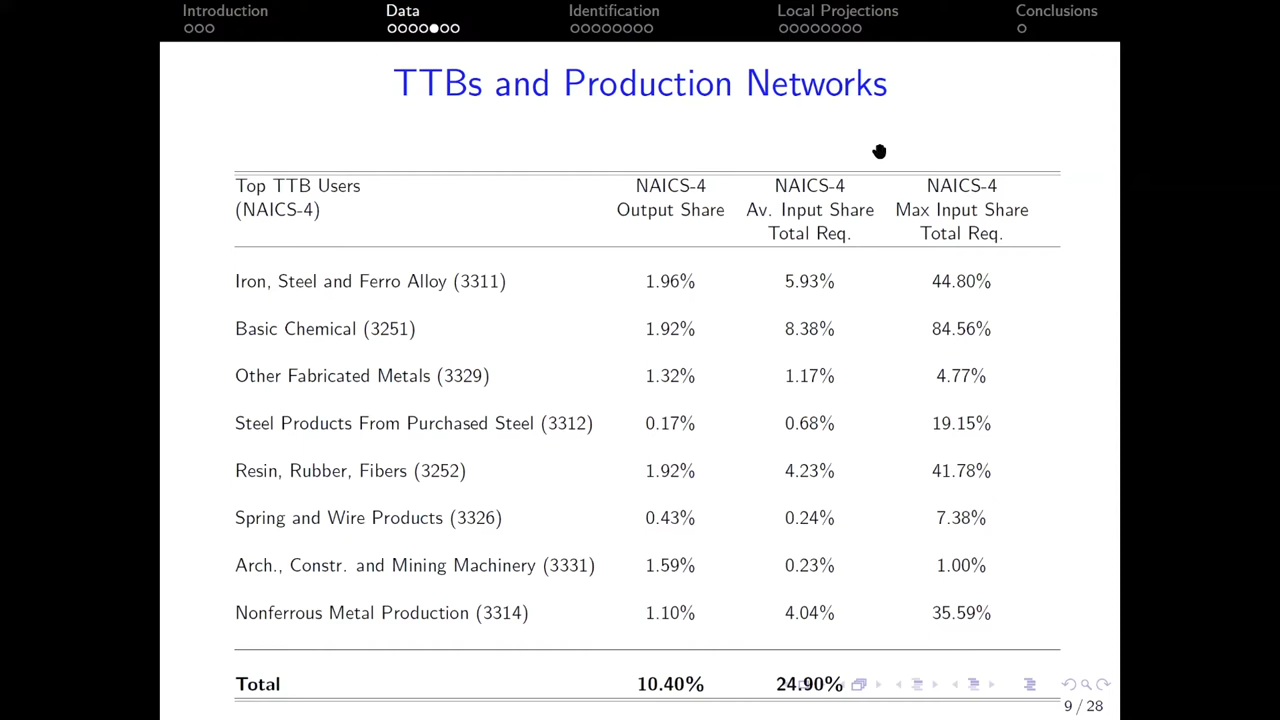 Introduction Data Identification Local Projections Conclusions
TTBs and Production Networks
Top TTB Users NAICS-4 NAICS-4 NAICS-4
(NAICS-4) Output Share Av. Input Share Max Input Share
Total Req. Total Req.
Iron, Steel and Ferro Alloy (3311) 1.96% 5.93% 44.80%
Basic Chemical (3251) 1.92% 8.38% 84.56%
Other Fabricated Metals (3329) 1.32% 1.17% 4.77%
Steel Products From Purchased Steel (3312) 0.17% 0.68% 19.15%
Resin, Rubber, Fibers (3252) 1.92% 4.23% 41.78%
Spring and Wire Products (3326) 0.43% 0.24% 7.38%
Arch., Constr. and Mining Machinery (3331) 1.59% 0.23% 1.00%
Nonferrous Metal Production (3314) 1.10% 4.04% 35.59%
Total 10.40% 24.90%
9 / 28